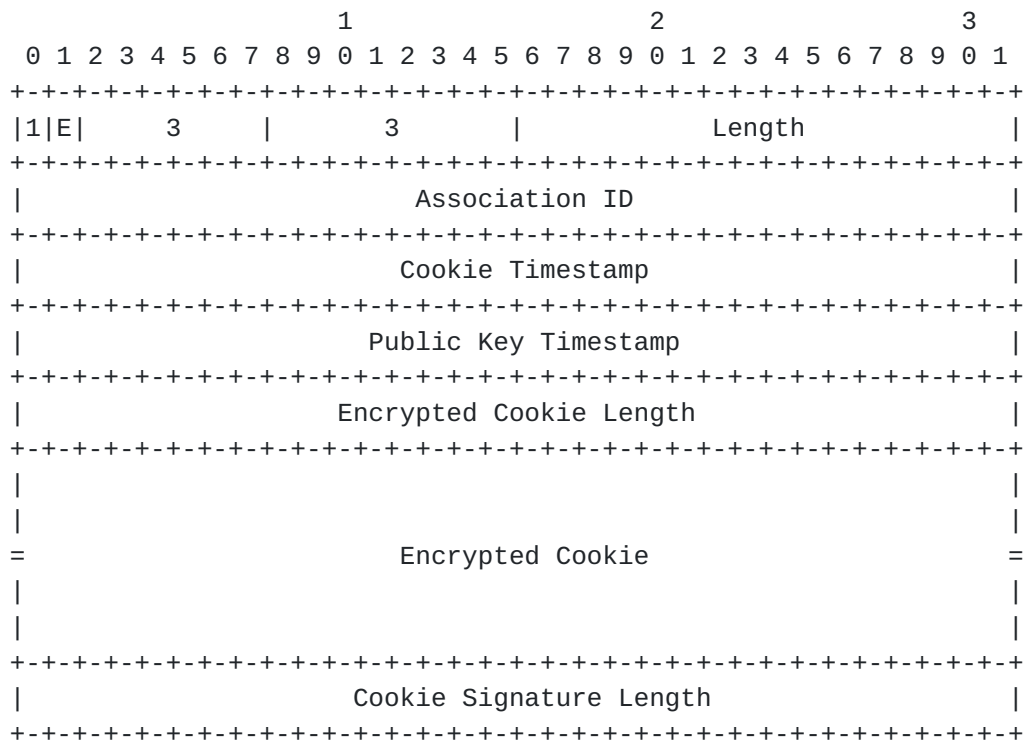 1                   2                   3
 0 1 2 3 4 5 6 7 8 9 0 1 2 3 4 5 6 7 8 9 0 1 2 3 4 5 6 7 8 9 0 1
+-+-+-+-+-+-+-+-+-+-+-+-+-+-+-+-+-+-+-+-+-+-+-+-+-+-+-+-+-+-+-+-+
|1|E|     3     |       3       |            Length             |
+-+-+-+-+-+-+-+-+-+-+-+-+-+-+-+-+-+-+-+-+-+-+-+-+-+-+-+-+-+-+-+-+
|                         Association ID                        |
+-+-+-+-+-+-+-+-+-+-+-+-+-+-+-+-+-+-+-+-+-+-+-+-+-+-+-+-+-+-+-+-+
|                        Cookie Timestamp                       |
+-+-+-+-+-+-+-+-+-+-+-+-+-+-+-+-+-+-+-+-+-+-+-+-+-+-+-+-+-+-+-+-+
|                      Public Key Timestamp                     |
+-+-+-+-+-+-+-+-+-+-+-+-+-+-+-+-+-+-+-+-+-+-+-+-+-+-+-+-+-+-+-+-+
|                    Encrypted Cookie Length                    |
+-+-+-+-+-+-+-+-+-+-+-+-+-+-+-+-+-+-+-+-+-+-+-+-+-+-+-+-+-+-+-+-+
|                                                               |
|                                                               |
=                        Encrypted Cookie                       =
|                                                               |
|                                                               |
+-+-+-+-+-+-+-+-+-+-+-+-+-+-+-+-+-+-+-+-+-+-+-+-+-+-+-+-+-+-+-+-+
|                     Cookie Signature Length                   |
+-+-+-+-+-+-+-+-+-+-+-+-+-+-+-+-+-+-+-+-+-+-+-+-+-+-+-+-+-+-+-+-+